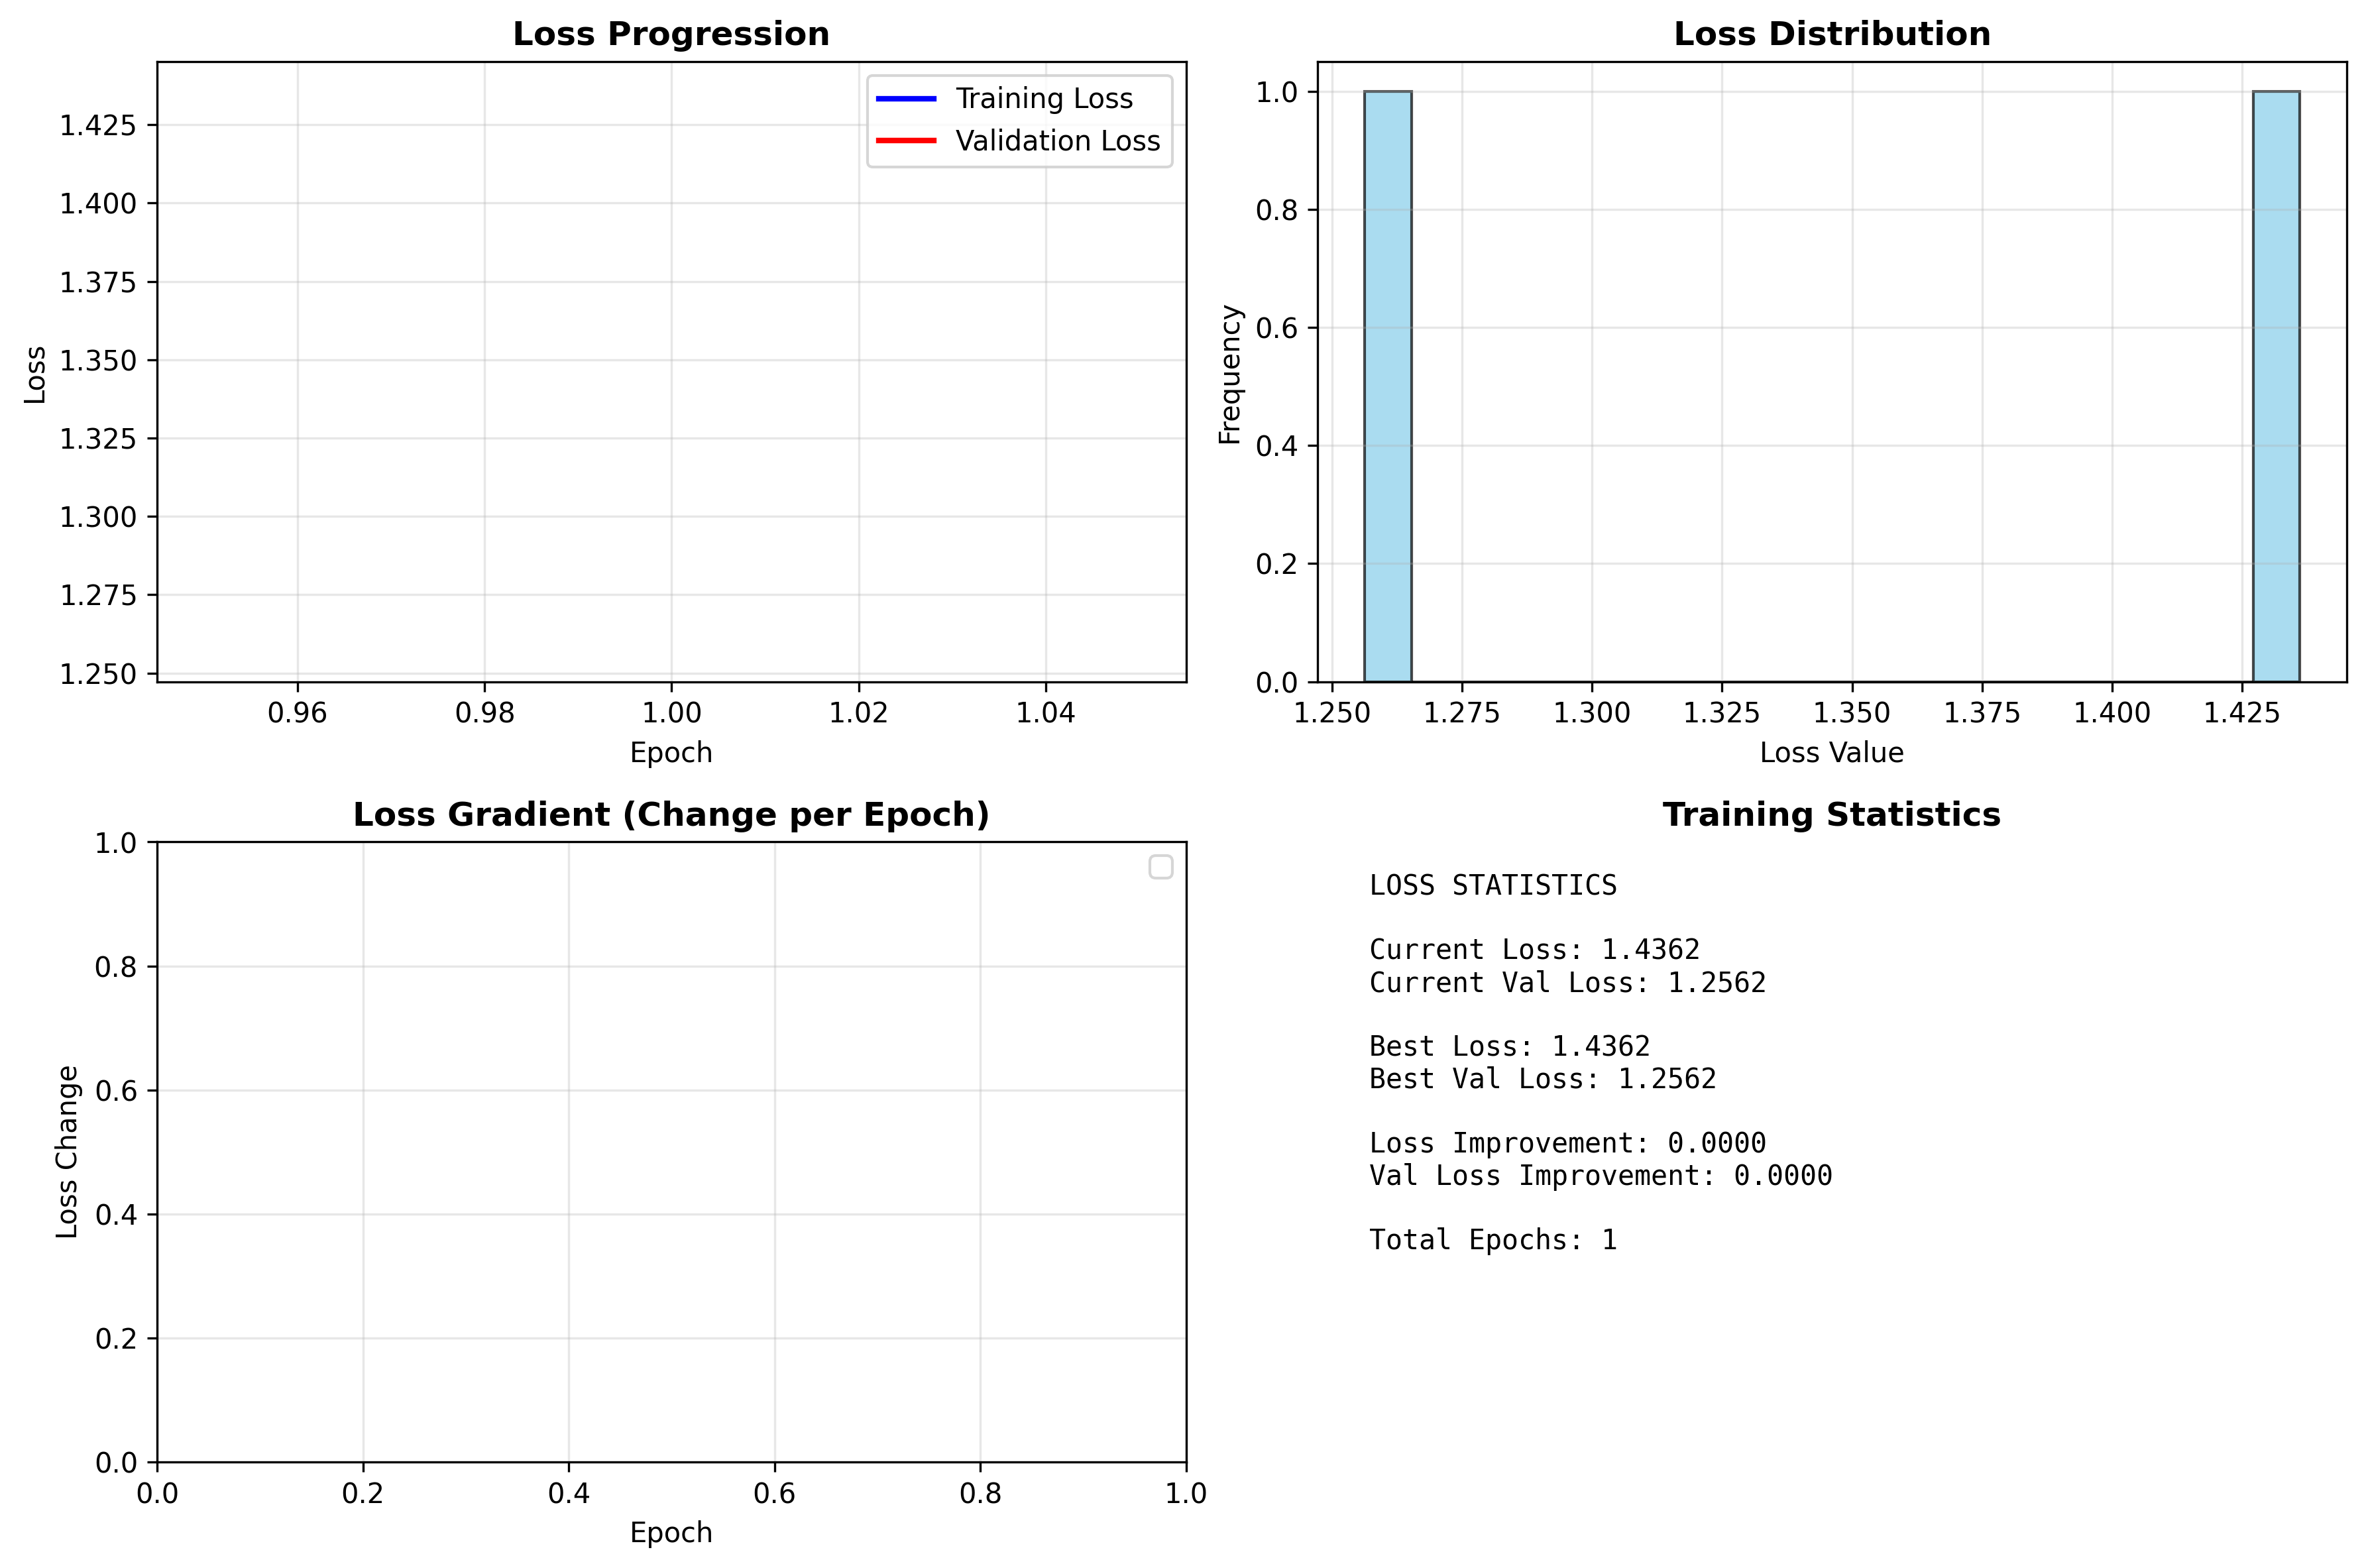 Loss Progression
Training Loss
Validation Loss
1.425
1.400
1.375
1.350
1.325
1.300
1.275
1.250
Loss
0.96 0.98 1.00 1.02 1.04
Epoch
Loss Distribution
1.0
0.8
0.6
0.4
0.2
0.0
Frequency
1.250 1.275 1.300 1.325 1.350 1.375 1.400 1.425
Loss Value
Loss Gradient (Change per Epoch)
1.0
0.8
0.6
0.4
0.2
0.0
Loss Change
0.0 0.2 0.4 0.6 0.8 1.0
Epoch
Training Statistics
LOSS STATISTICS
Current Loss: 1.4362
Current Val Loss: 1.2562
Best Loss: 1.4362
Best Val Loss: 1.2562
Loss Improvement: 0.0000
Val Loss Improvement: 0.0000
Total Epochs: 1